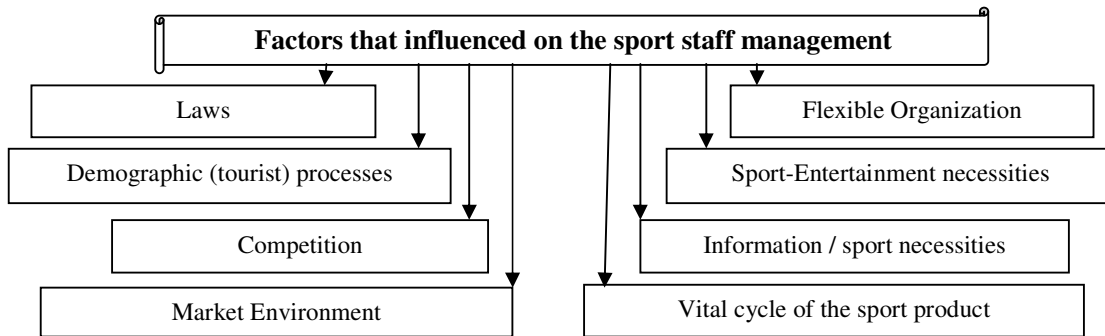 Factors that influenced on the sport staff management
Laws
Flexible Organization
Demographic (tourist) processes
Sport-Entertainment necessities
Competition
Information / sport necessities
Market Environment
Vital cycle of the sport product